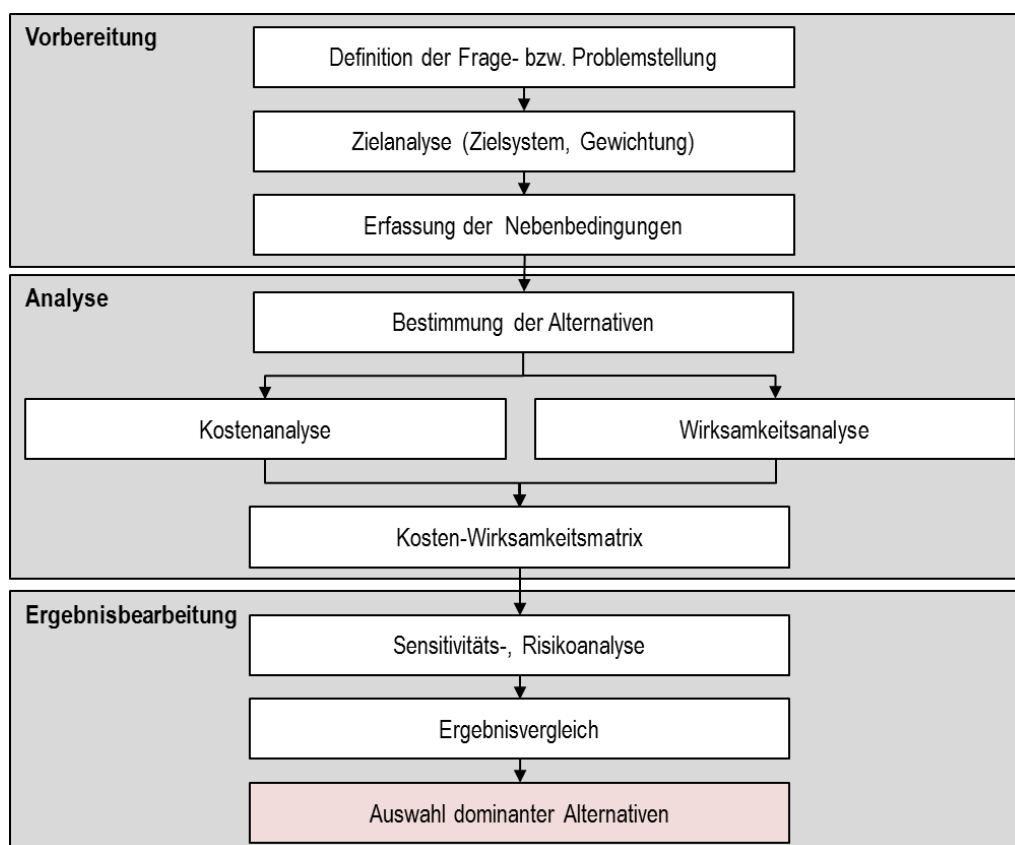 Vorbereitung
Definition der Frage- bzw. Problemstellung
Zielanalyse (Zielsystem, Gewichtung)
Erfassung der Nebenbedingungen
Analyse
Bestimmung der Alternativen
Kostenanalyse
Wirksamkeitsanalyse
Kosten-Wirksamkeitsmatrix
Ergebnisbearbeitung
Sensitivitäts-, Risikoanalyse
Ergebnisvergleich
Auswahl dominanter Alternativen